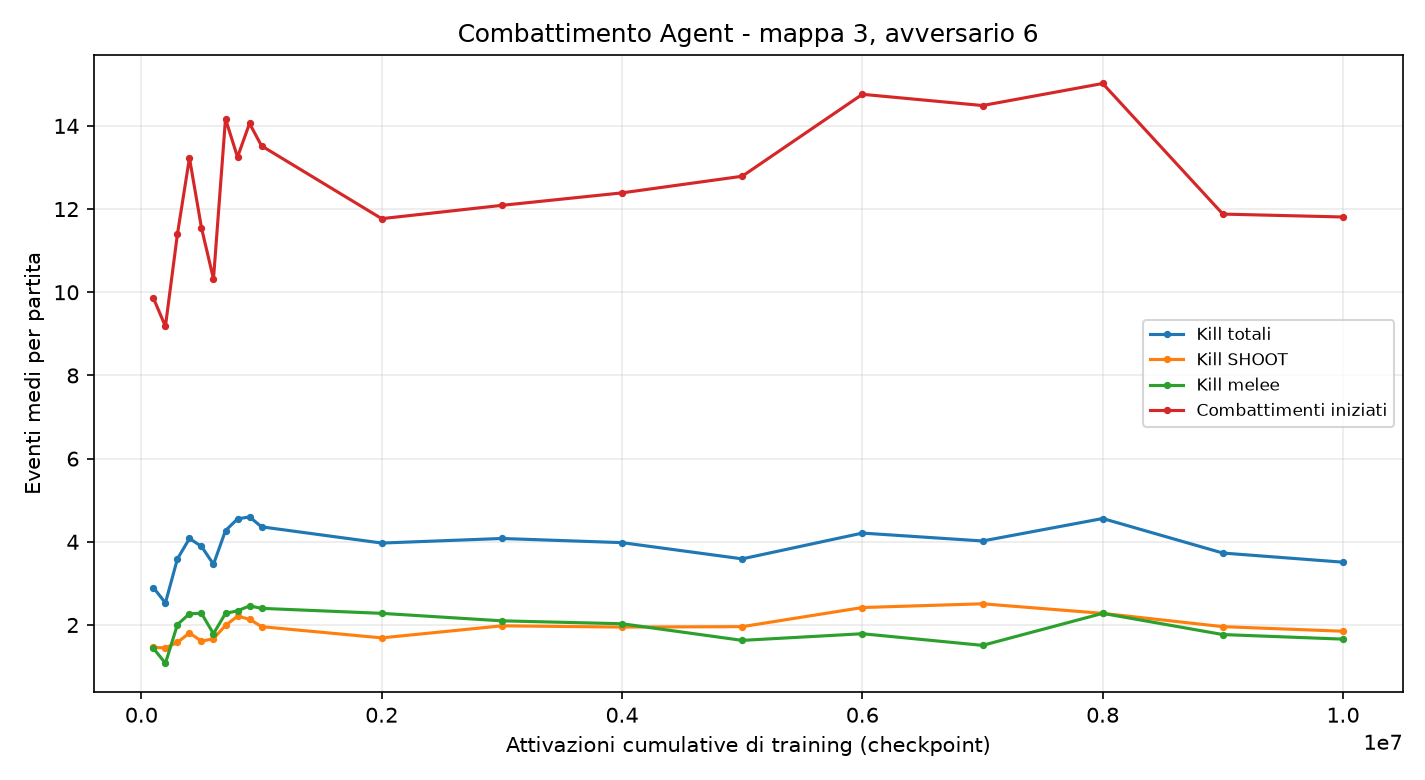 Combattimento Agent - mappa 3, avversario 6
Eventi medi per partita
14
12
10
8
6
4
2
Kill totali
Kill SHOOT
Kill melee
Combattimenti iniziati
0.0
0.2
0.4
0.6
0.8
1.0
1e7
Attivazioni cumulative di training (checkpoint)